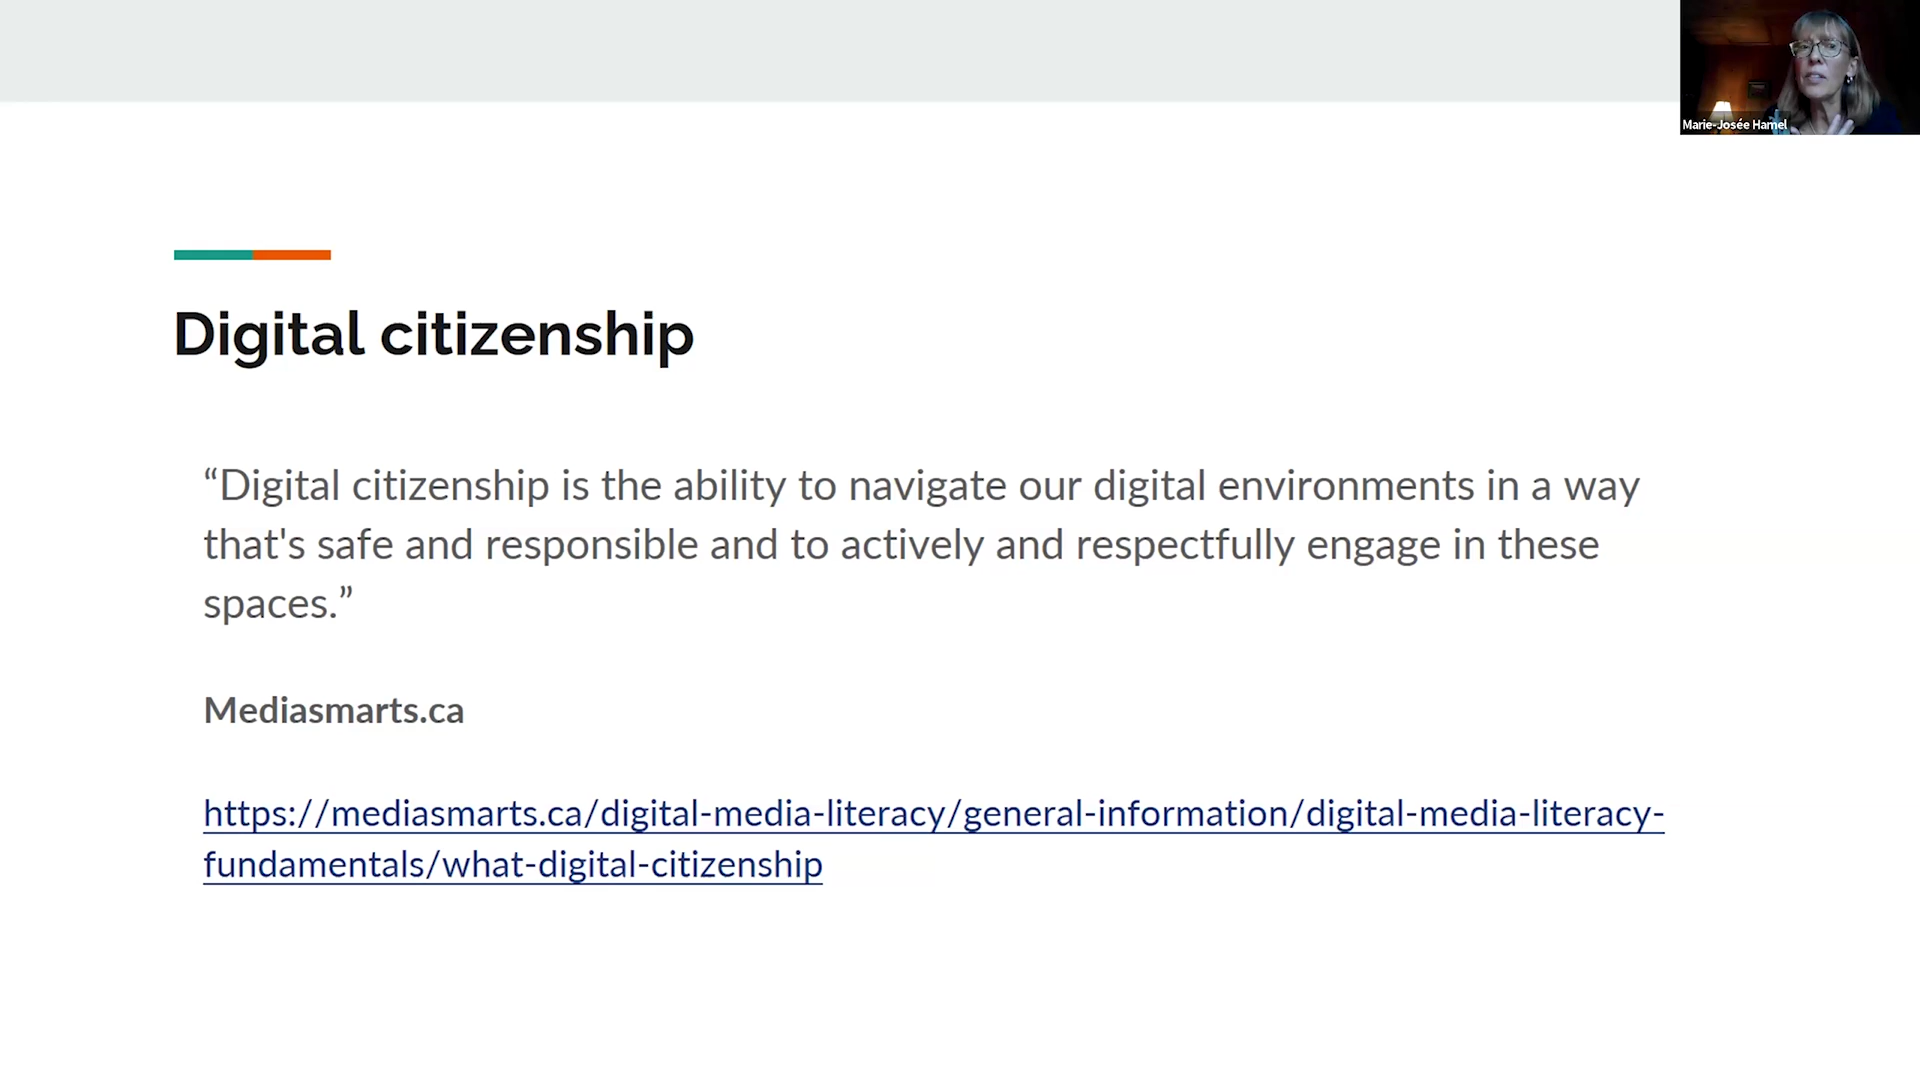 Marie-Josée Hamel
Digital citizenship
“Digital citizenship is the ability to navigate our digital environments in a way
that's safe and responsible and to actively and respectfully engage in these
spaces.”
Mediasmarts.ca
https://mediasmarts.ca/digital-media-literacy/general-information/digital-media-literacy-
fundamentals/what-digital-citizenship